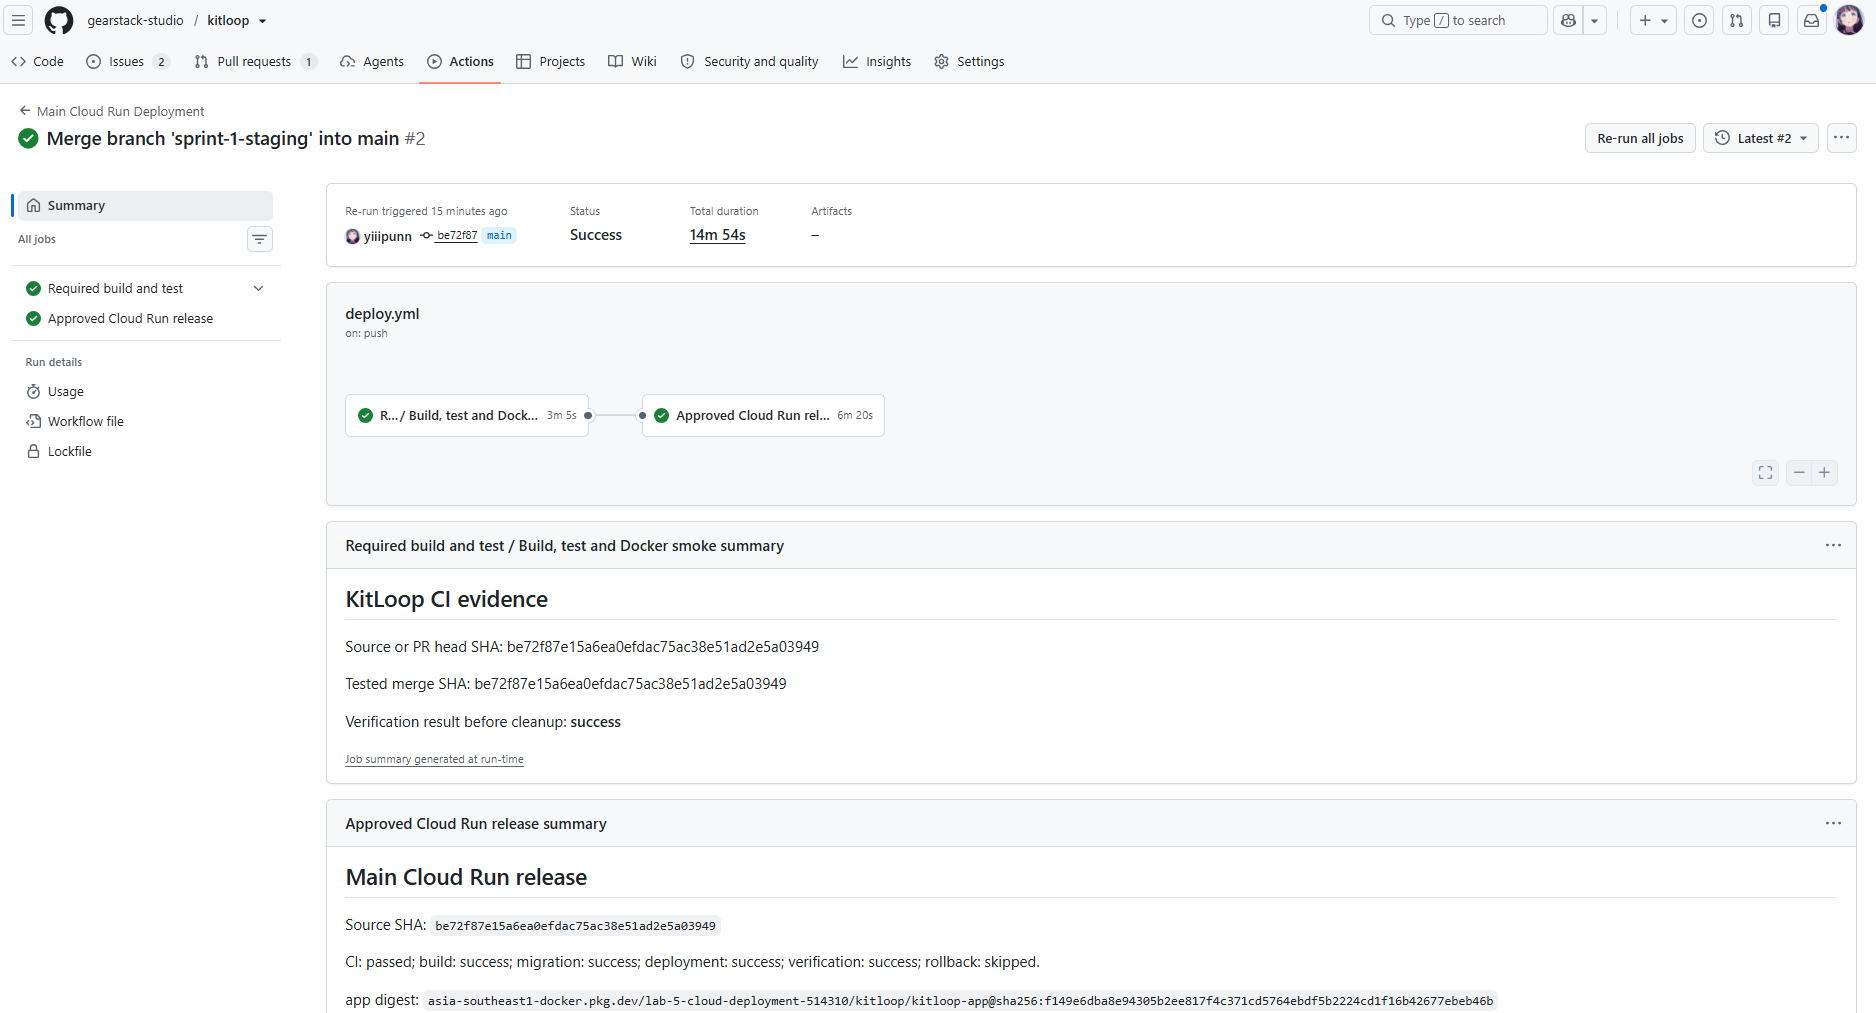 gearstack-studio / kitloop
Type / to search
Code
Issues 2
Pull requests 1
Agents
Actions
Projects
Wiki
Security and quality
Insights
Settings
Main Cloud Run Deployment
Merge branch 'sprint-1-staging' into main #2
Re-run all jobs
Latest #2
Summary
All jobs
Required build and test
Approved Cloud Run release
Run details
Usage
Workflow file
Lockfile
Re-run triggered 15 minutes ago
yiiipunn be72f87 main
Status
Success
Total duration
14m 54s
Artifacts
–
deploy.yml
on: push
R.../ Build, test and Dock... 3m 5s
Approved Cloud Run rel... 6m 20s
Required build and test / Build, test and Docker smoke summary
KitLoop CI evidence
Source or PR head SHA: be72f87e15a6ea0efdac75ac38e51ad2e5a03949
Tested merge SHA: be72f87e15a6ea0efdac75ac38e51ad2e5a03949
Verification result before cleanup: success
Job summary generated at run-time
Approved Cloud Run release summary
Main Cloud Run release
Source SHA: be72f87e15a6ea0efdac75ac38e51ad2e5a03949
CI: passed; build: success; migration: success; deployment: success; verification: success; rollback: skipped.
app digest: asia-southeast1-docker.pkg.dev/lab-5-cloud-deployment-514310/kitloop/kitloop-app@sha256:f149e6dba8e94305b2ee817f4c371cd5764ebdf5b2224cd1f16b42677ebeb46b